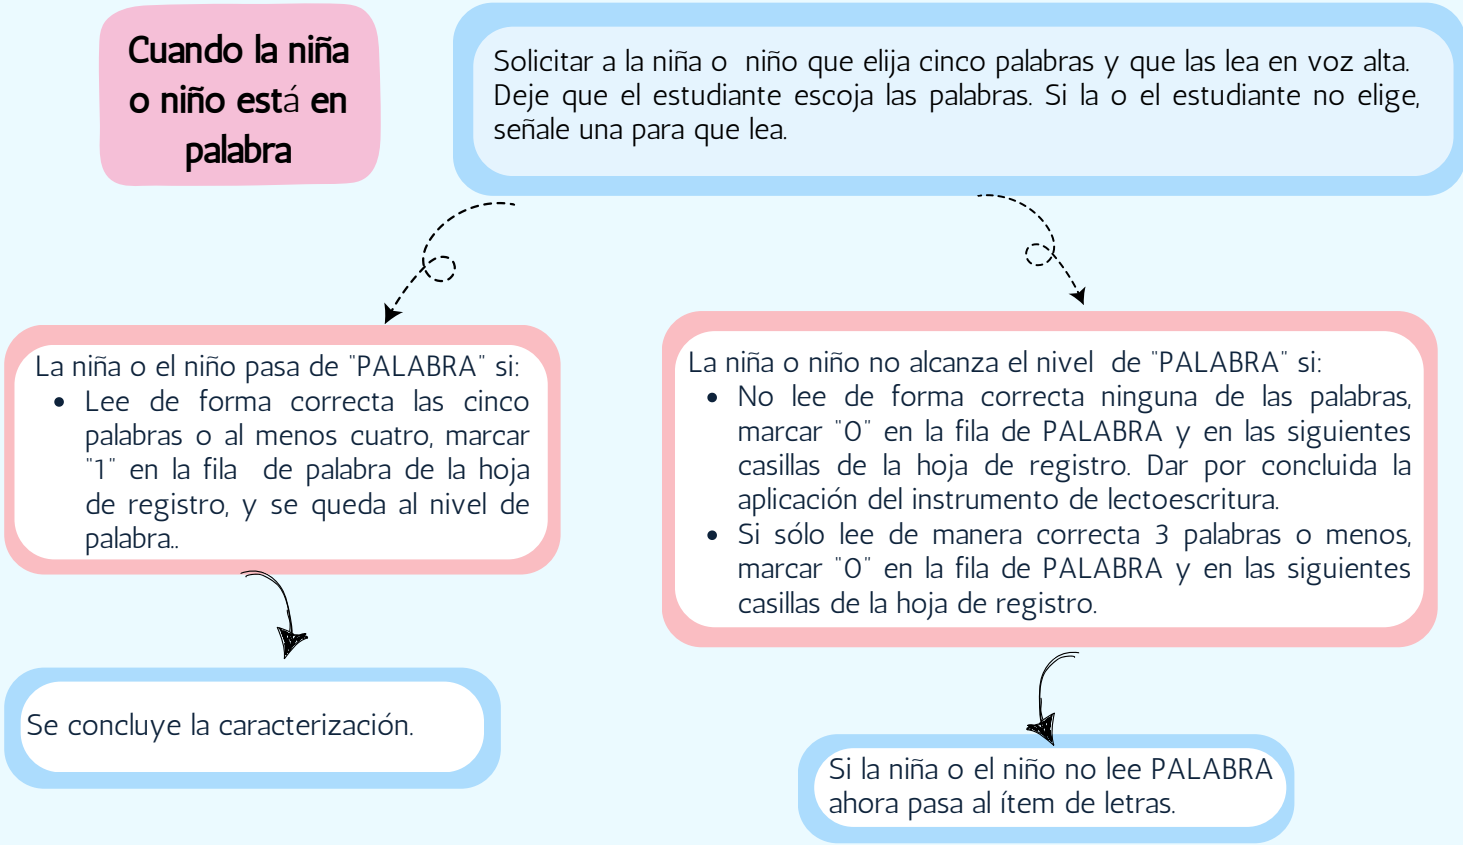 Cuando la niña
o niño está en
palabra
Solicitar a la niña o niño que elija cinco palabras y que las lea en voz alta.
Deje que el estudiante escoja las palabras. Si la o el estudiante no elige,
señale una para que lea.
La niña o el niño pasa de "PALABRA" si:
• Lee de forma correcta las cinco
palabras o al menos cuatro, marcar
"1" en la fila de palabra de la hoja
de registro, y se queda al nivel de
palabra..
La niña o niño no alcanza el nivel de "PALABRA" si:
• No lee de forma correcta ninguna de las palabras,
marcar "0" en la fila de PALABRA y en las siguientes
casillas de la hoja de registro. Dar por concluida la
aplicación del instrumento de lectoescritura.
• Si sólo lee de manera correcta 3 palabras o menos,
marcar "0" en la fila de PALABRA y en las siguientes
casillas de la hoja de registro.
Se concluye la caracterización.
Si la niña o el niño no lee PALABRA
ahora pasa al ítem de letras.